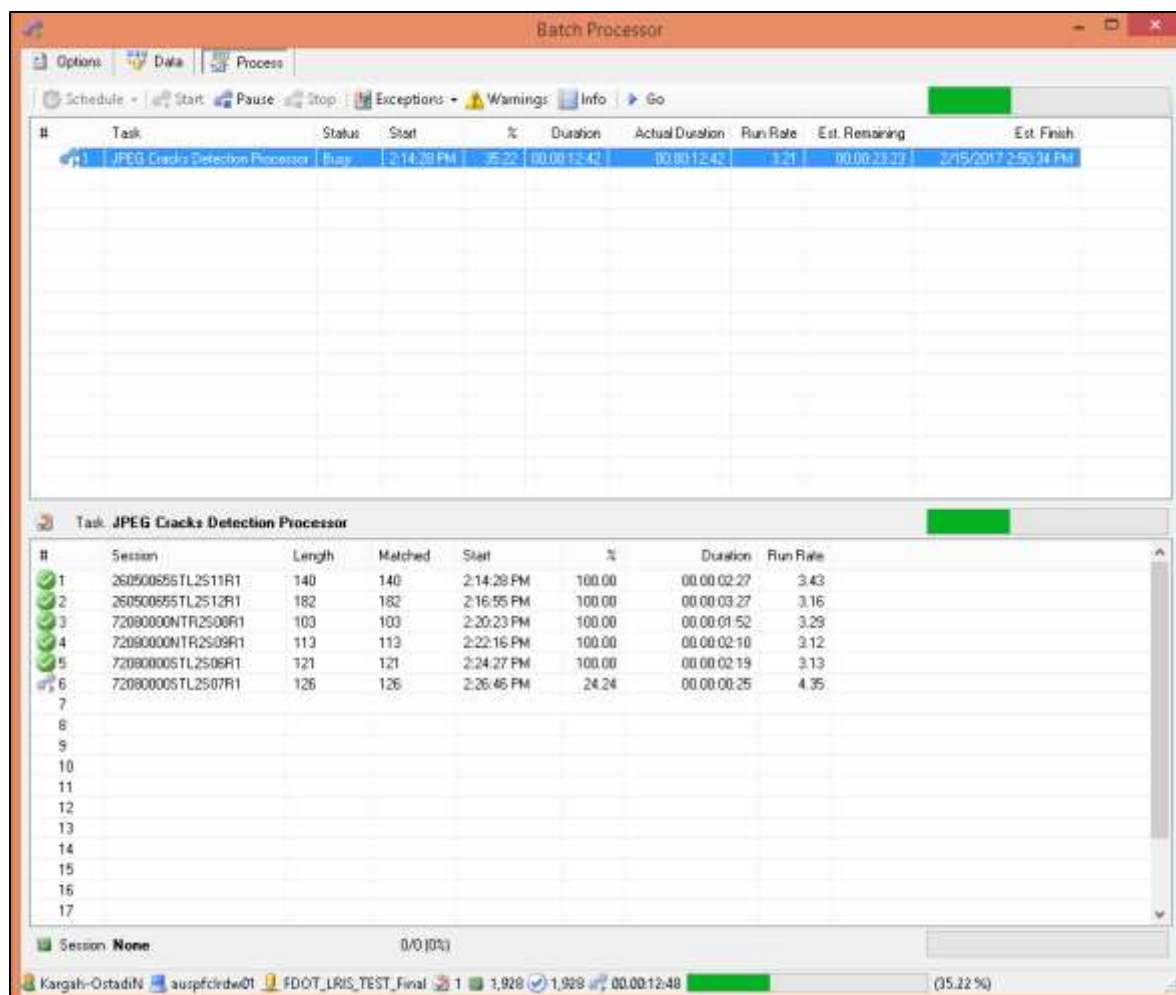 Batch Processor
Options Data Process
Schedule Start Pause Stop Exceptions Warnings Info Go
# Task Status Start % Duration Actual Duration Run Rate Est. Remaining Est. Finish
1 JPEG Cracks Detection Processor Busy 2:14:28 PM 35.22 00.00:12:42 00.00:12:42 3.21 00.00:23:23 2/15/2017 2:50:34 PM
Task JPEG Cracks Detection Processor
# Session Length Matched Start % Duration Run Rate
1 26050065STL2S11R1 140 140 2:14:28 PM 100.00 00.00:02:27 3.43
2 26050065STL2S12R1 182 182 2:16:55 PM 100.00 00.00:03:27 3.16
3 72080000NTR2S08R1 103 103 2:20:23 PM 100.00 00.00:01:52 3.29
4 72080000NTR2S09R1 113 113 2:22:16 PM 100.00 00.00:02:10 3.12
5 72080000STL2S06R1 121 121 2:24:27 PM 100.00 00.00:02:19 3.13
6 72080000STL2S07R1 126 126 2:26:46 PM 24.24 00.00:00:25 4.35
7
8
9
10
11
12
13
14
15
16
17
Session None 0/0 (0%)
Kargah-OstadiN auspfclrdw01 FDOT_LRIS_TEST_Final 1 1,928 1,928 00.00:12:48 (35.22 %)